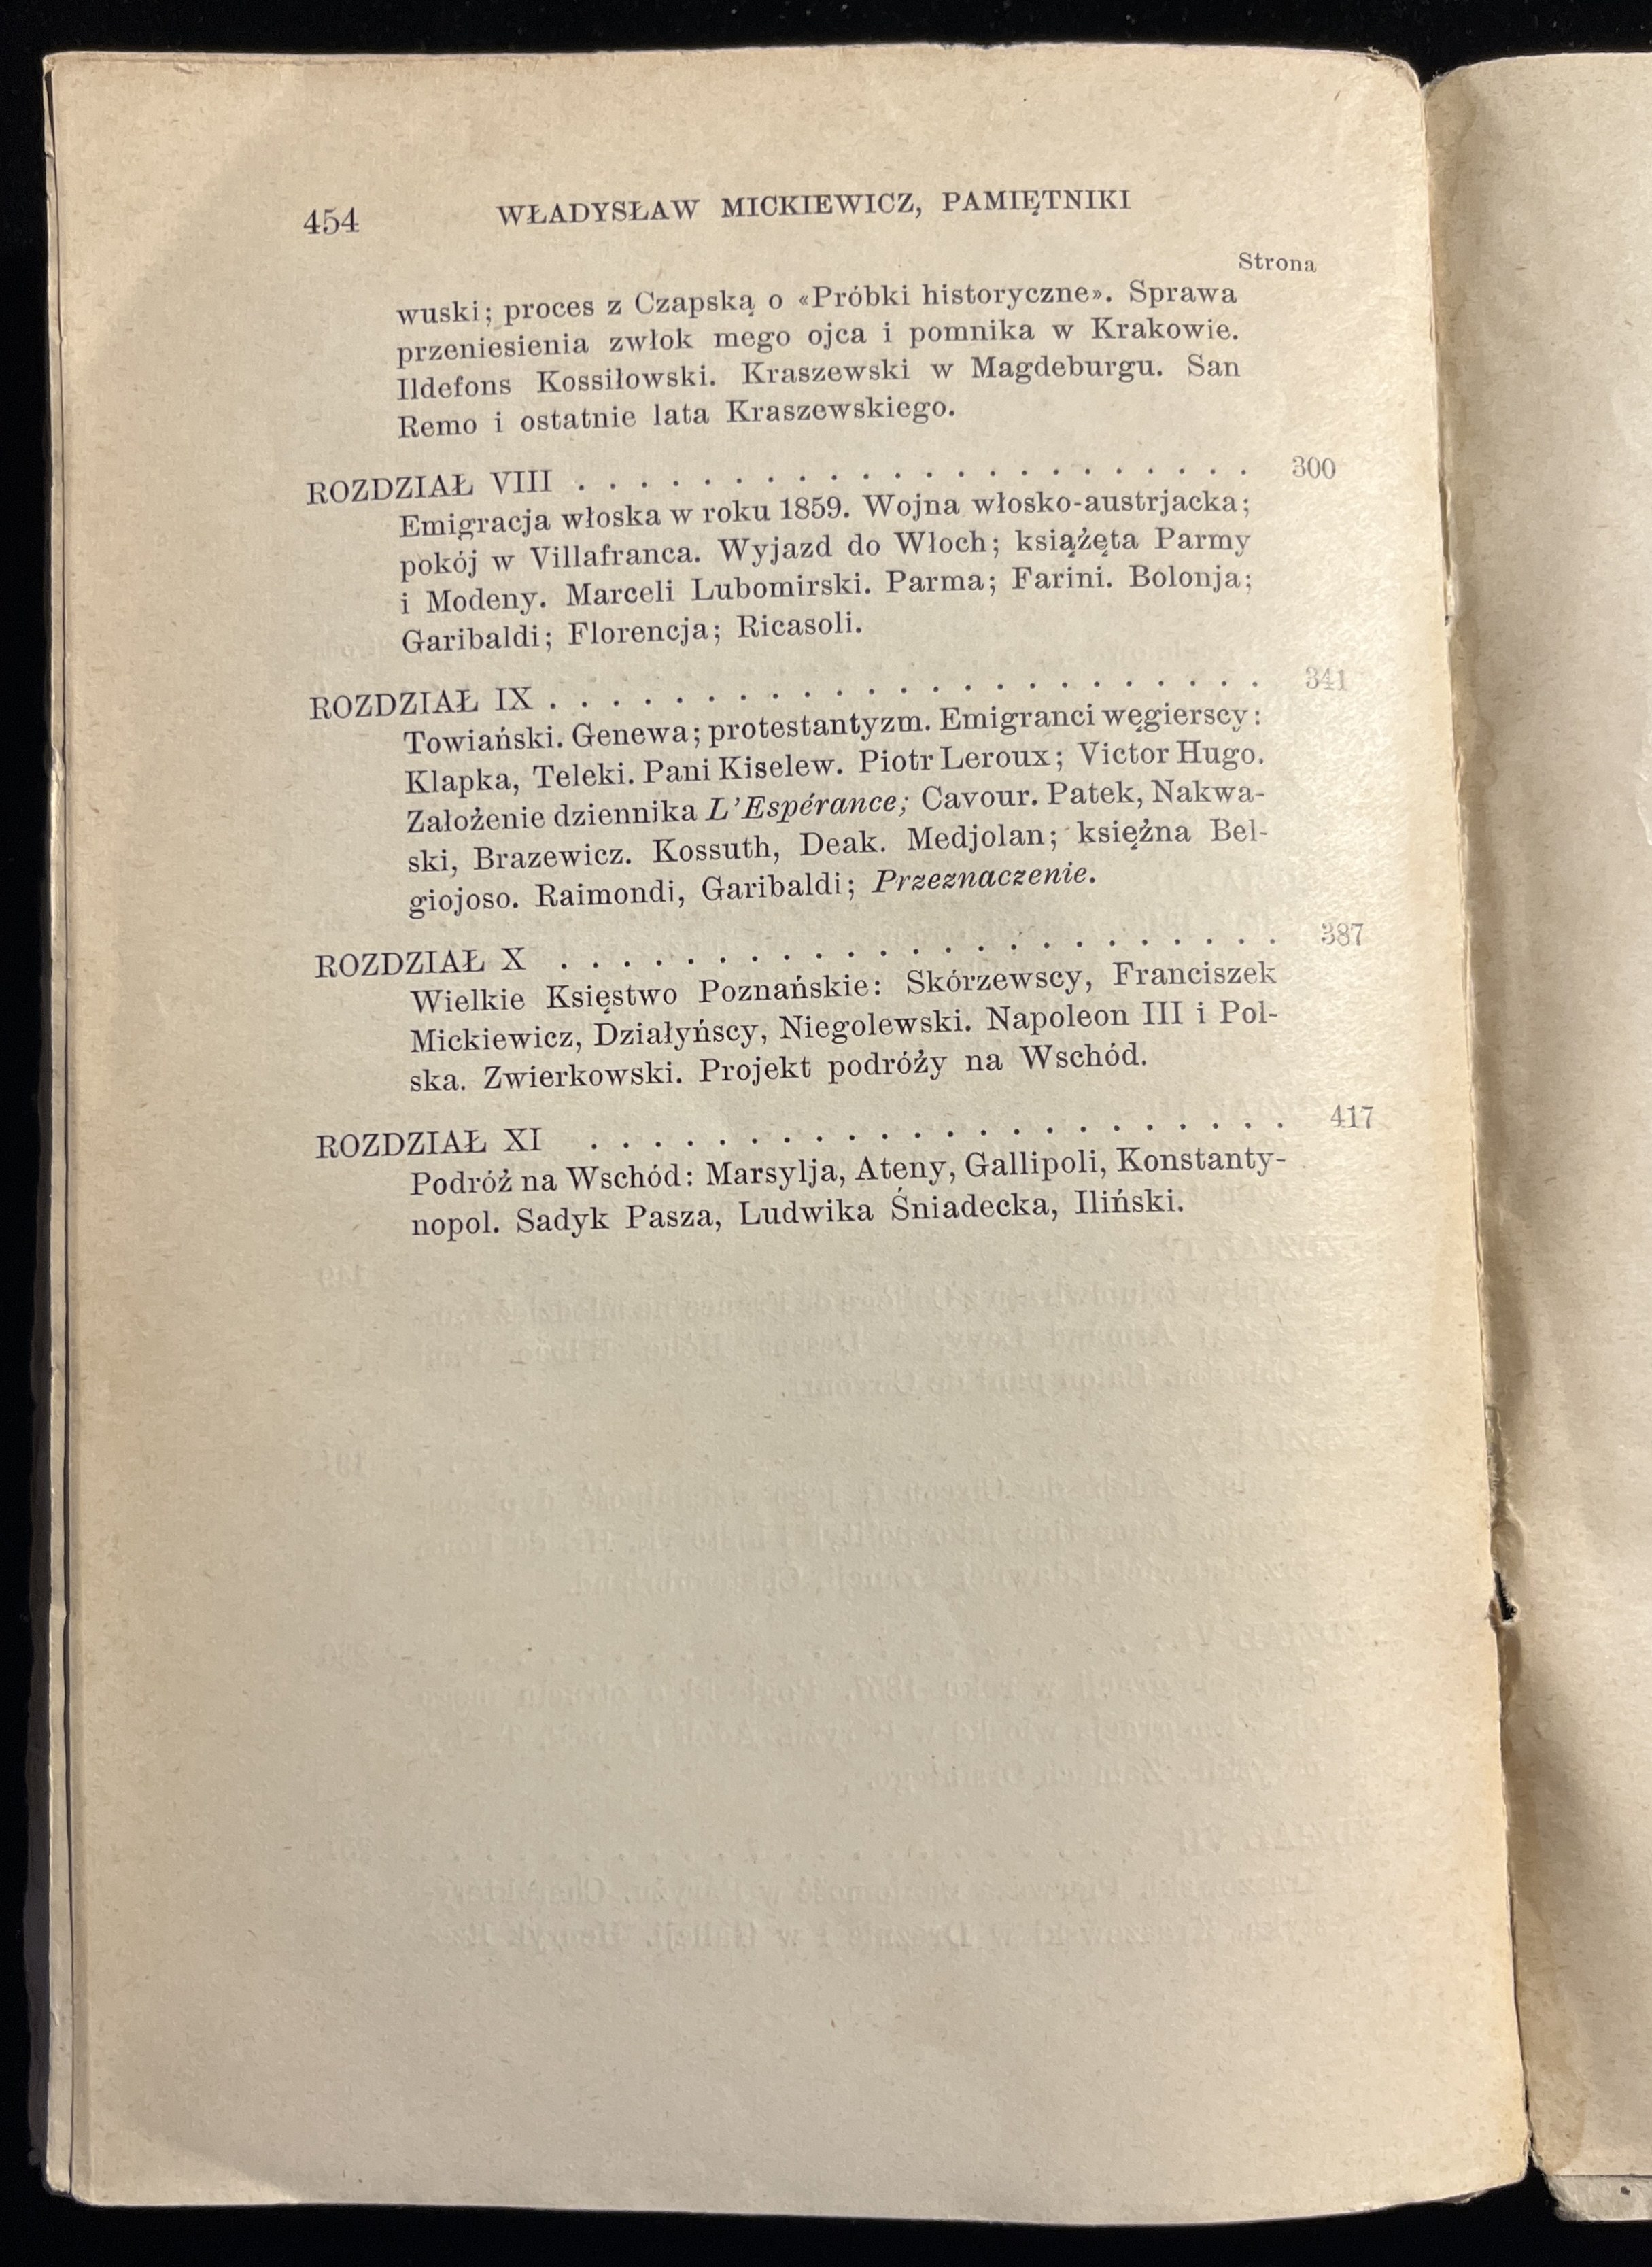 454 WŁADYSŁAW MICKIEWICZ, PAMIĘTNIKI
Strona
wuski; proces z Czapską o «Próbki historyczne». Sprawa
przeniesienia zwłok mego ojca i pomnika w Krakowie.
Ildefons Kossiłowski. Kraszewski w Magdeburgu. San
Remo i ostatnie lata Kraszewskiego.
ROZDZIAŁ VIII . . . . . . . . . . . . . . . . . . . . . . 300
Emigracja włoska w roku 1859. Wojna włosko-austrjacka;
pokój w Villafranca. Wyjazd do Włoch; książęta Parmy
i Modeny. Marceli Lubomirski. Parma; Farini. Bolonja;
Garibaldi; Florencja; Ricasoli.
ROZDZIAŁ IX . . . . . . . . . . . . . . . . . . . . . . . 341
Towiański. Genewa; protestantyzm. Emigranci węgierscy:
Klapka, Teleki. Pani Kiselew. Piotr Leroux; Victor Hugo.
Założenie dziennika L'Espérance; Cavour. Patek, Nakwa-
ski, Brazewicz. Kossuth, Deak. Medjolan; księżna Bel-
giojoso. Raimondi, Garibaldi; Przeznaczenie.
ROZDZIAŁ X . . . . . . . . . . . . . . . . . . . . . . . 387
Wielkie Księstwo Poznańskie: Skórzewscy, Franciszek
Mickiewicz, Działyńscy, Niegolewski. Napoleon III i Pol-
ska. Zwierkowski. Projekt podróży na Wschód.
ROZDZIAŁ XI . . . . . . . . . . . . . . . . . . . . . . 417
Podróż na Wschód: Marsylja, Ateny, Gallipoli, Konstanty-
nopol. Sadyk Pasza, Ludwika Śniadecka, Iliński.